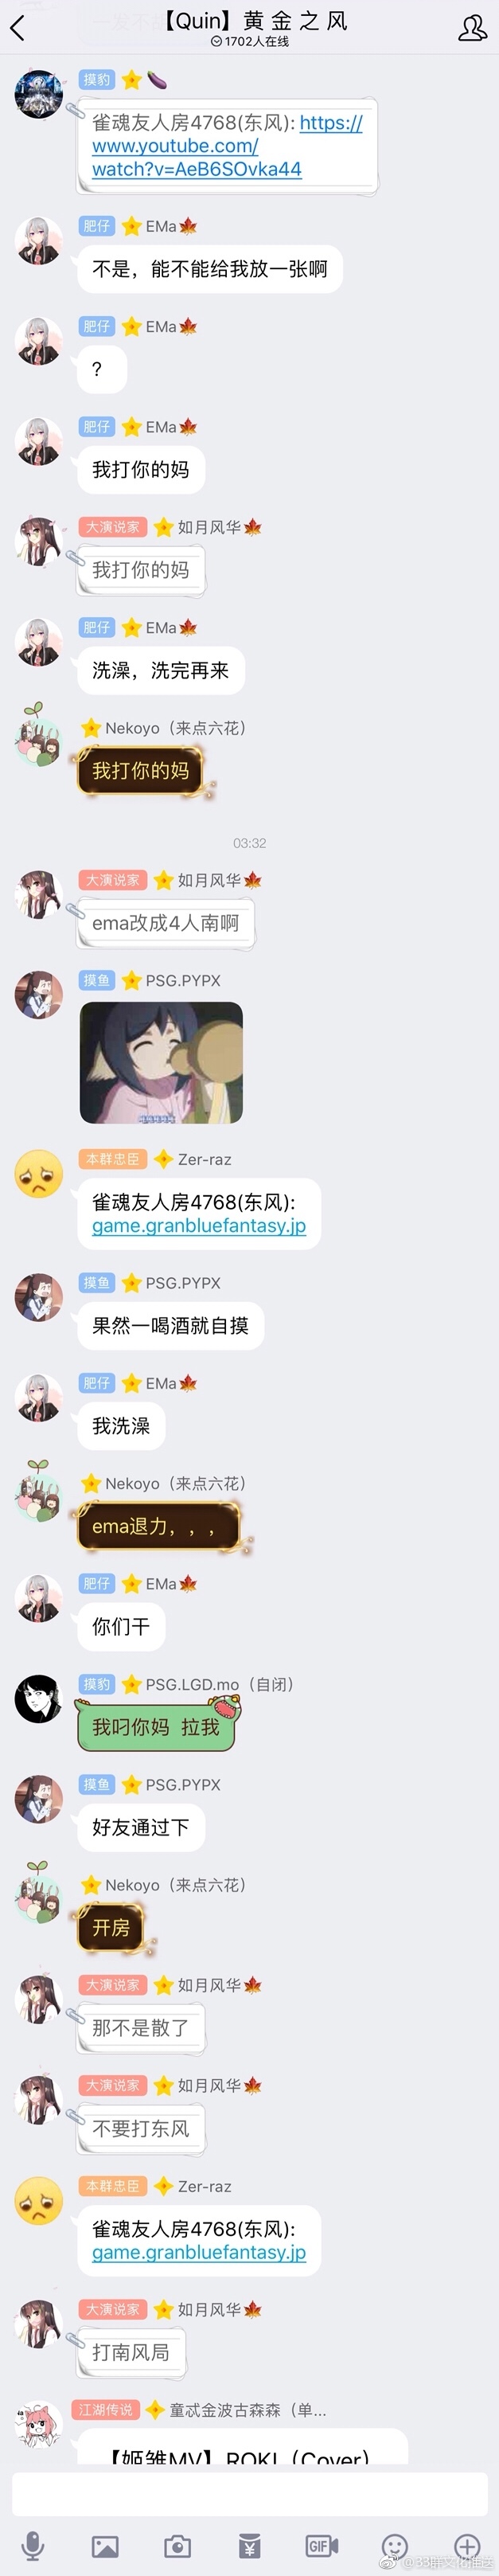 【Quin】黄 金 之 风
1702人在线
摸豹
雀魂友人房4768(东风): https://
www.youtube.com/
watch?v=AeB6SOvka44
肥仔 EMa
不是，能不能给我放一张啊
肥仔 EMa
?
肥仔 EMa
我打你的妈
大演说家 如月风华
我打你的妈
肥仔 EMa
洗澡，洗完再来
Nekoyo（来点六花）
我打你的妈
03:32
大演说家 如月风华
ema改成4人南啊
摸鱼 PSG.PYPX
本群忠臣 Zer-raz
雀魂友人房4768(东风):
game.granbluefantasy.jp
摸鱼 PSG.PYPX
果然一喝酒就自摸
肥仔 EMa
我洗澡
Nekoyo（来点六花）
ema退力，，，
肥仔 EMa
你们干
摸豹 PSG.LGD.mo（自闭）
我叼你妈 拉我
摸鱼 PSG.PYPX
好友通过下
Nekoyo（来点六花）
开房
大演说家 如月风华
那不是散了
大演说家 如月风华
不要打东风
本群忠臣 Zer-raz
雀魂友人房4768(东风):
game.granbluefantasy.jp
大演说家 如月风华
打南风局
江湖传说 童忒金波古森森（单...
【姬雏MV】ROKI（Cover）
GIF